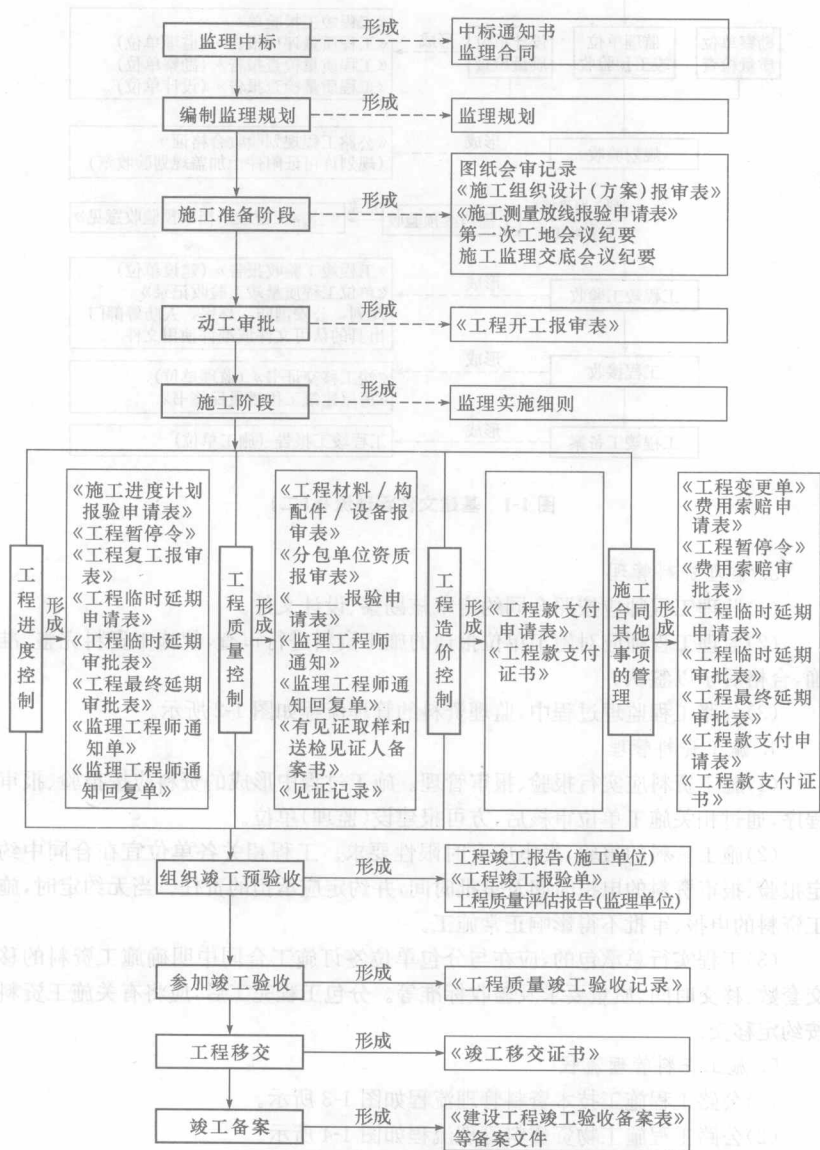 监理中标
形成
中标通知书
监理合同
编制监理规划
形成
监理规划
施工准备阶段
形成
图纸会审记录
《施工组织设计(方案)报审表》
《施工测量放线报验申请表》
第一次工地会议纪要
施工监理交底会议纪要
动工审批
形成
《工程开工报审表》
施工阶段
形成
监理实施细则
工程进度控制
形成
《施工进度计划
报验申请表》
《工程暂停令》
《工程复工报审
表》
《工程临时延期
申请表》
《工程临时延期
审批表》
《工程最终延期
审批表》
《监理工程师通
知单》
《监理工程师通
知回复单》
工程质量控制
形成
《工程材料/构
配件/设备报
审表》
《分包单位资质
报审表》
《____报验申
请表》
《监理工程师
通知》
《监理工程师通
知回复单》
《有见证取样和
送检见证人备
案书》
《见证记录》
工程造价控制
形成
《工程款支付
申请表》
《工程款支付
证书》
施工合同其他事项的管理
形成
《工程变更单》
《费用索赔申
请表》
《工程暂停令》
《费用索赔审
批表》
《工程临时延期
申请表》
《工程临时延期
审批表》
《工程最终延期
审批表》
《工程款支付申
请表》
《工程款支付证
书》
组织竣工预验收
形成
工程竣工报告(施工单位)
《工程竣工报验单》
工程质量评估报告(监理单位)
参加竣工验收
形成
《工程质量竣工验收记录》
工程移交
形成
《竣工移交证书》
竣工备案
形成
《建设工程竣工验收备案表》
等备案文件